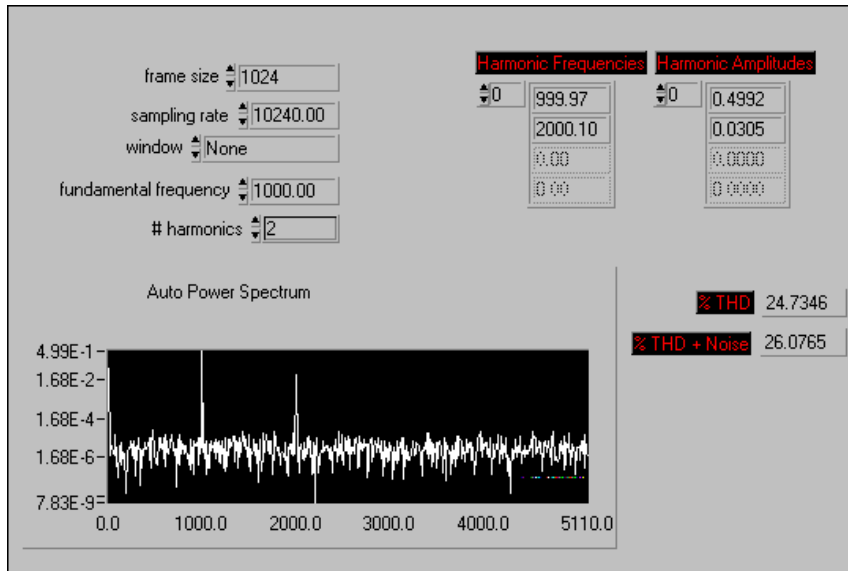 frame size 1024
sampling rate 10240.00
window None
fundamental frequency 1000.00
# harmonics 2
Harmonic Frequencies
0 999.97
2000.10
0.00
0.00
Harmonic Amplitudes
0 0.4992
0.0305
0.0000
0.0000
Auto Power Spectrum
4.99E-1
1.68E-2
1.68E-4
1.68E-6
7.83E-9
0.0 1000.0 2000.0 3000.0 4000.0 5110.0
% THD 24.7346
% THD + Noise 26.0765